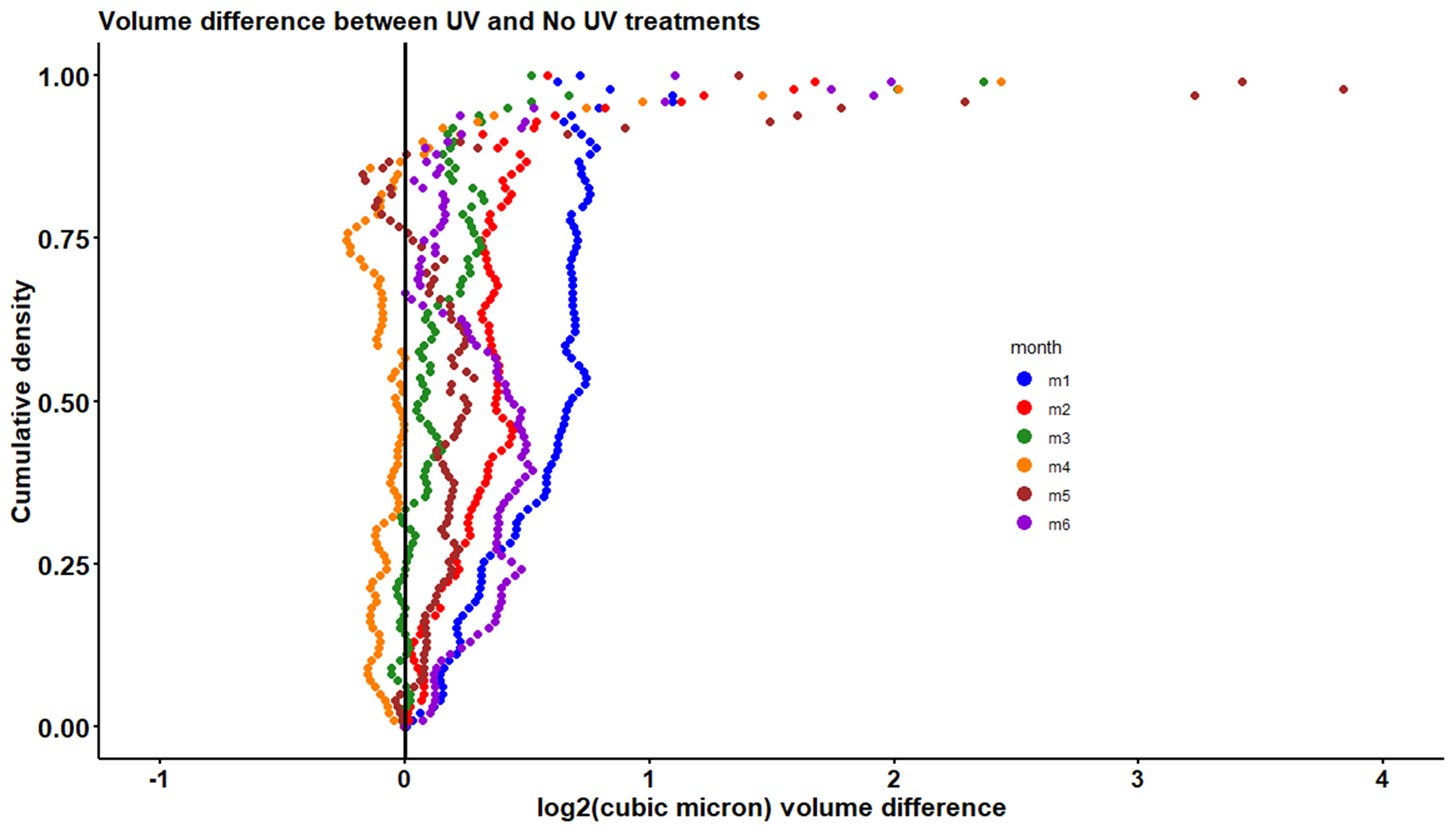 Volume difference between UV and No UV treatments
1.00
0.75
0.50
0.25
0.00
Cumulative density
month
m1
m2
m3
m4
m5
m6
-1 0 1 2 3 4
log2(cubic micron) volume difference